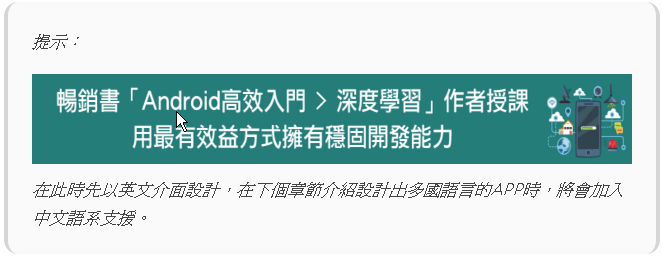 提示：
暢銷書「Android高效入門 > 深度學習」作者授課
用最有效益方式擁有穩固開發能力
在此時先以英文介面設計，在下個章節介紹設計出多國語言的APP時，將會加入
中文語系支援。